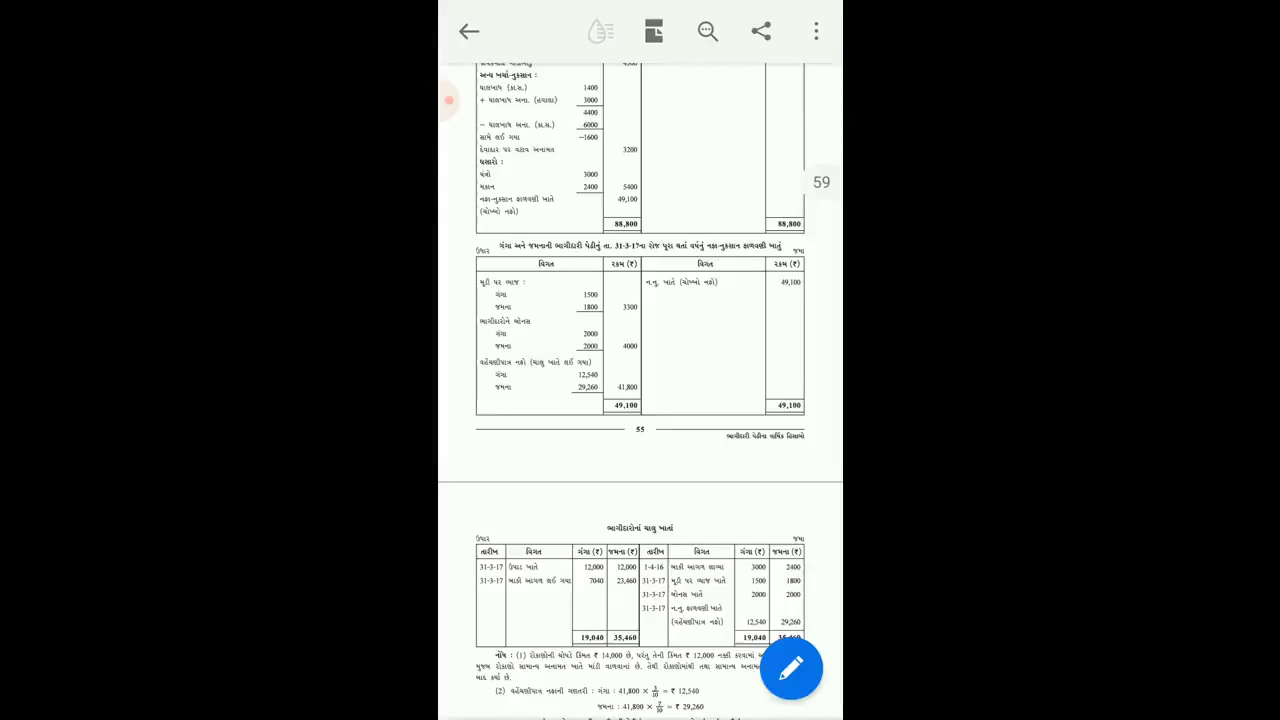 59
4500
અન્ય ખર્ચા-નુકસાન :
ઘાલખાધ (કા.સ.) 1400
+ ઘાલખાધ અના. (હવાલા) 3000
4400
– ઘાલખાધ અના. (કા.સ.) 6000
સામે લઈ ગયા –1600
દેવાદાર પર વટાવ અનામત 3200
ઘસારો :
યંત્રો 3000
મકાન 2400 5400
નફા-નુકસાન ફાળવણી ખાતે 49,100
(ચોખ્ખો નફો)
88,800 88,800
ગંગા અને જમનાની ભાગીદારી પેઢીનું તા. 31-3-17ના રોજ પૂરા થતાં વર્ષનું નફા-નુકસાન ફાળવણી ખાતું
ઉધાર જમા
વિગત રકમ (₹) વિગત રકમ (₹)
મૂડી પર વ્યાજ : ન.નુ. ખાતે (ચોખ્ખો નફો) 49,100
ગંગા 1500
જમના 1800 3300
ભાગીદારોને બોનસ
ગંગા 2000
જમના 2000 4000
વહેંચણીપાત્ર નફો (ચાલુ ખાતે લઈ ગયા)
ગંગા 12,540
જમના 29,260 41,800
49,100 49,100
55
ભાગીદારી પેઢીના વાર્ષિક હિસાબો
ભાગીદારોનાં ચાલુ ખાતાં
ઉધાર જમા
તારીખ વિગત ગંગા (₹) જમના (₹) તારીખ વિગત ગંગા (₹) જમના (₹)
31-3-17 ઉપાડ ખાતે 12,000 12,000 1-4-16 બાકી આગળ લાવ્યા 3000 2400
31-3-17 બાકી આગળ લઈ ગયા 7040 23,460 31-3-17 મૂડી પર વ્યાજ ખાતે 1500 1800
31-3-17 બોનસ ખાતે 2000 2000
31-3-17 ન.નુ. ફાળવણી ખાતે
(વહેંચણીપાત્ર નફો) 12,540 29,260
19,040 35,460 19,040 35,460
નોંધ : (1) રોકાણોની ચોપડે કિંમત ₹ 14,000 છે, પરંતુ તેની કિંમત ₹ 12,000 નક્કી કરવામાં
મુજબ રોકાણો સામાન્ય અનામત ખાતે માંડી વાળવાનાં છે. તેથી રોકાણોમાંથી તથા સામાન્ય અનામત
બાદ કર્યા છે.
(2) વહેંચણીપાત્ર નફાની ગણતરી : ગંગા : 41,800 × 3/10 = ₹ 12,540
જમના : 41,800 × 7/10 = ₹ 29,260